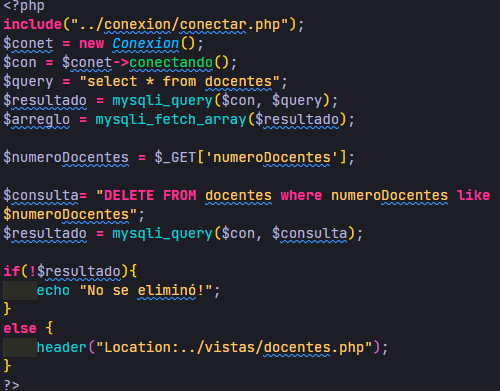 <?php
include("../conexion/conectar.php");
$conet = new Conexion();
$con = $conet->conectando();
$query = "select * from docentes";
$resultado = mysqli_query($con, $query);
$arreglo = mysqli_fetch_array($resultado);
$numeroDocentes = $_GET['numeroDocentes'];
$consulta= "DELETE FROM docentes where numeroDocentes like
$numeroDocentes";
$resultado = mysqli_query($con, $consulta);
if(!$resultado){
echo "No se eliminó!";
}
else {
header("Location:../vistas/docentes.php");
}
?>